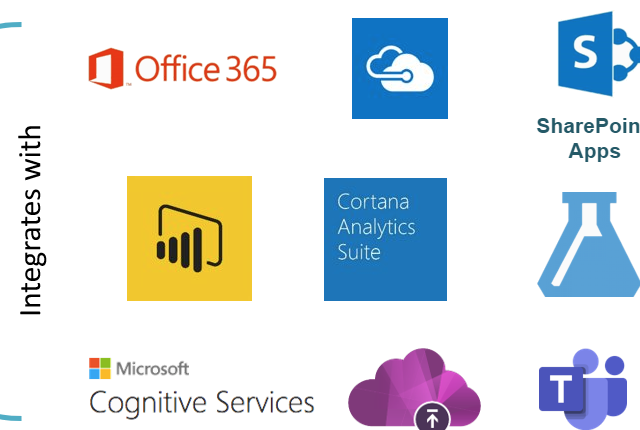 Integrates with
Office 365
S
SharePoin
Apps
Cortana
Analytics
Suite
Microsoft
Cognitive Services
T